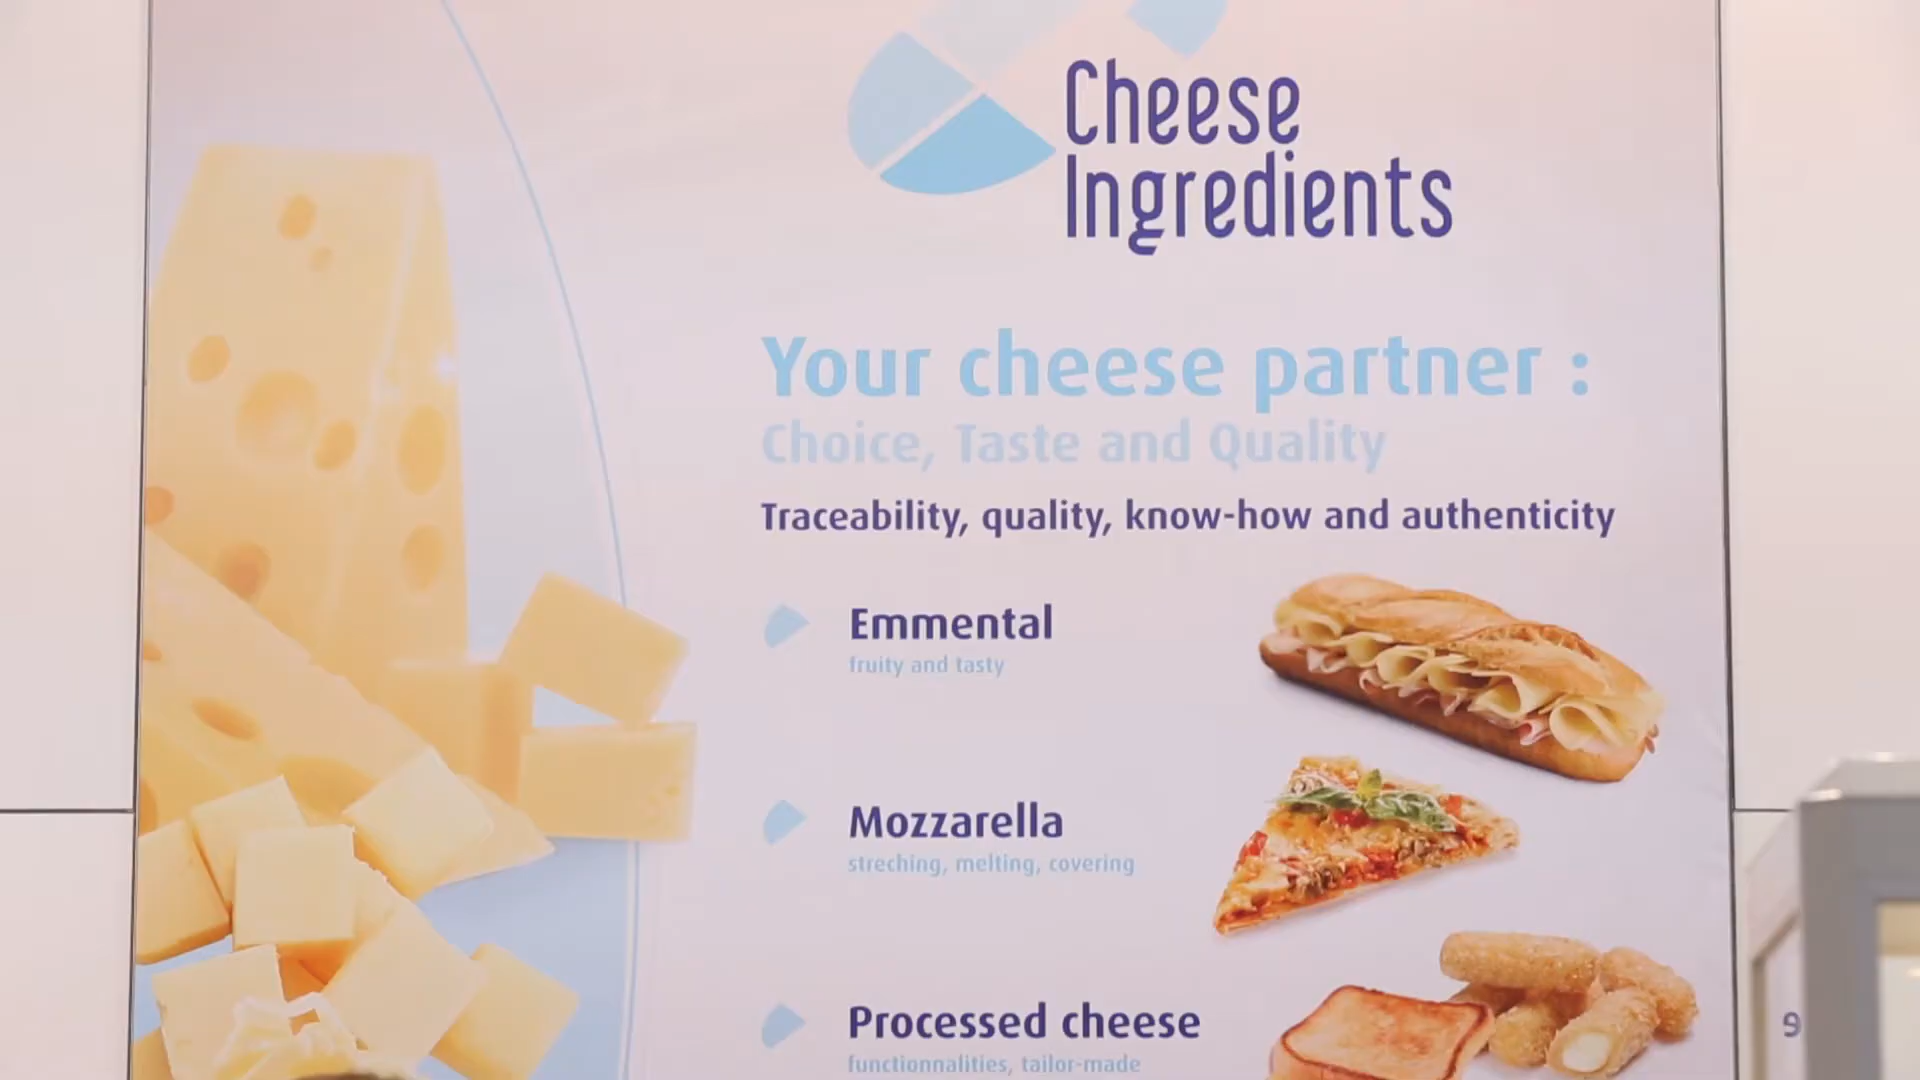 Cheese
Ingredients
Your cheese partner :
Choice, Taste and Quality
Traceability, quality, know-how and authenticity
Emmental
fruity and tasty
Mozzarella
streching, melting, covering
Processed cheese
functionnalities, tailor-made
9